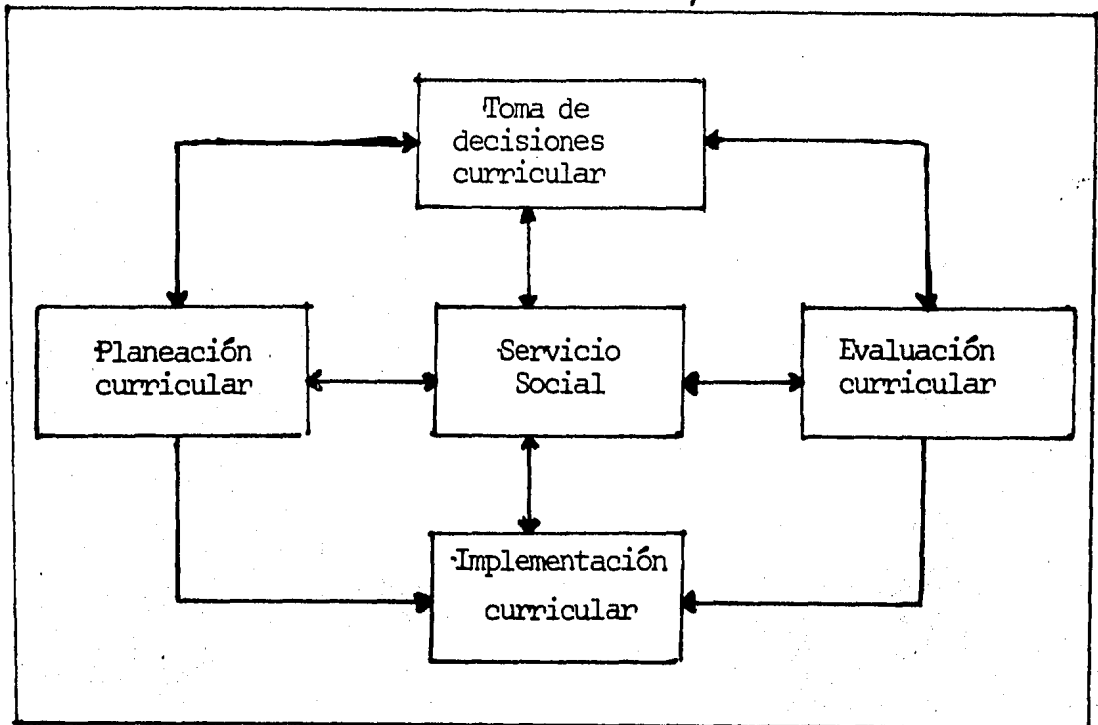 Toma de
decisiones
curricular
Planeación
curricular
Servicio
Social
Evaluación
curricular
Implementación
curricular